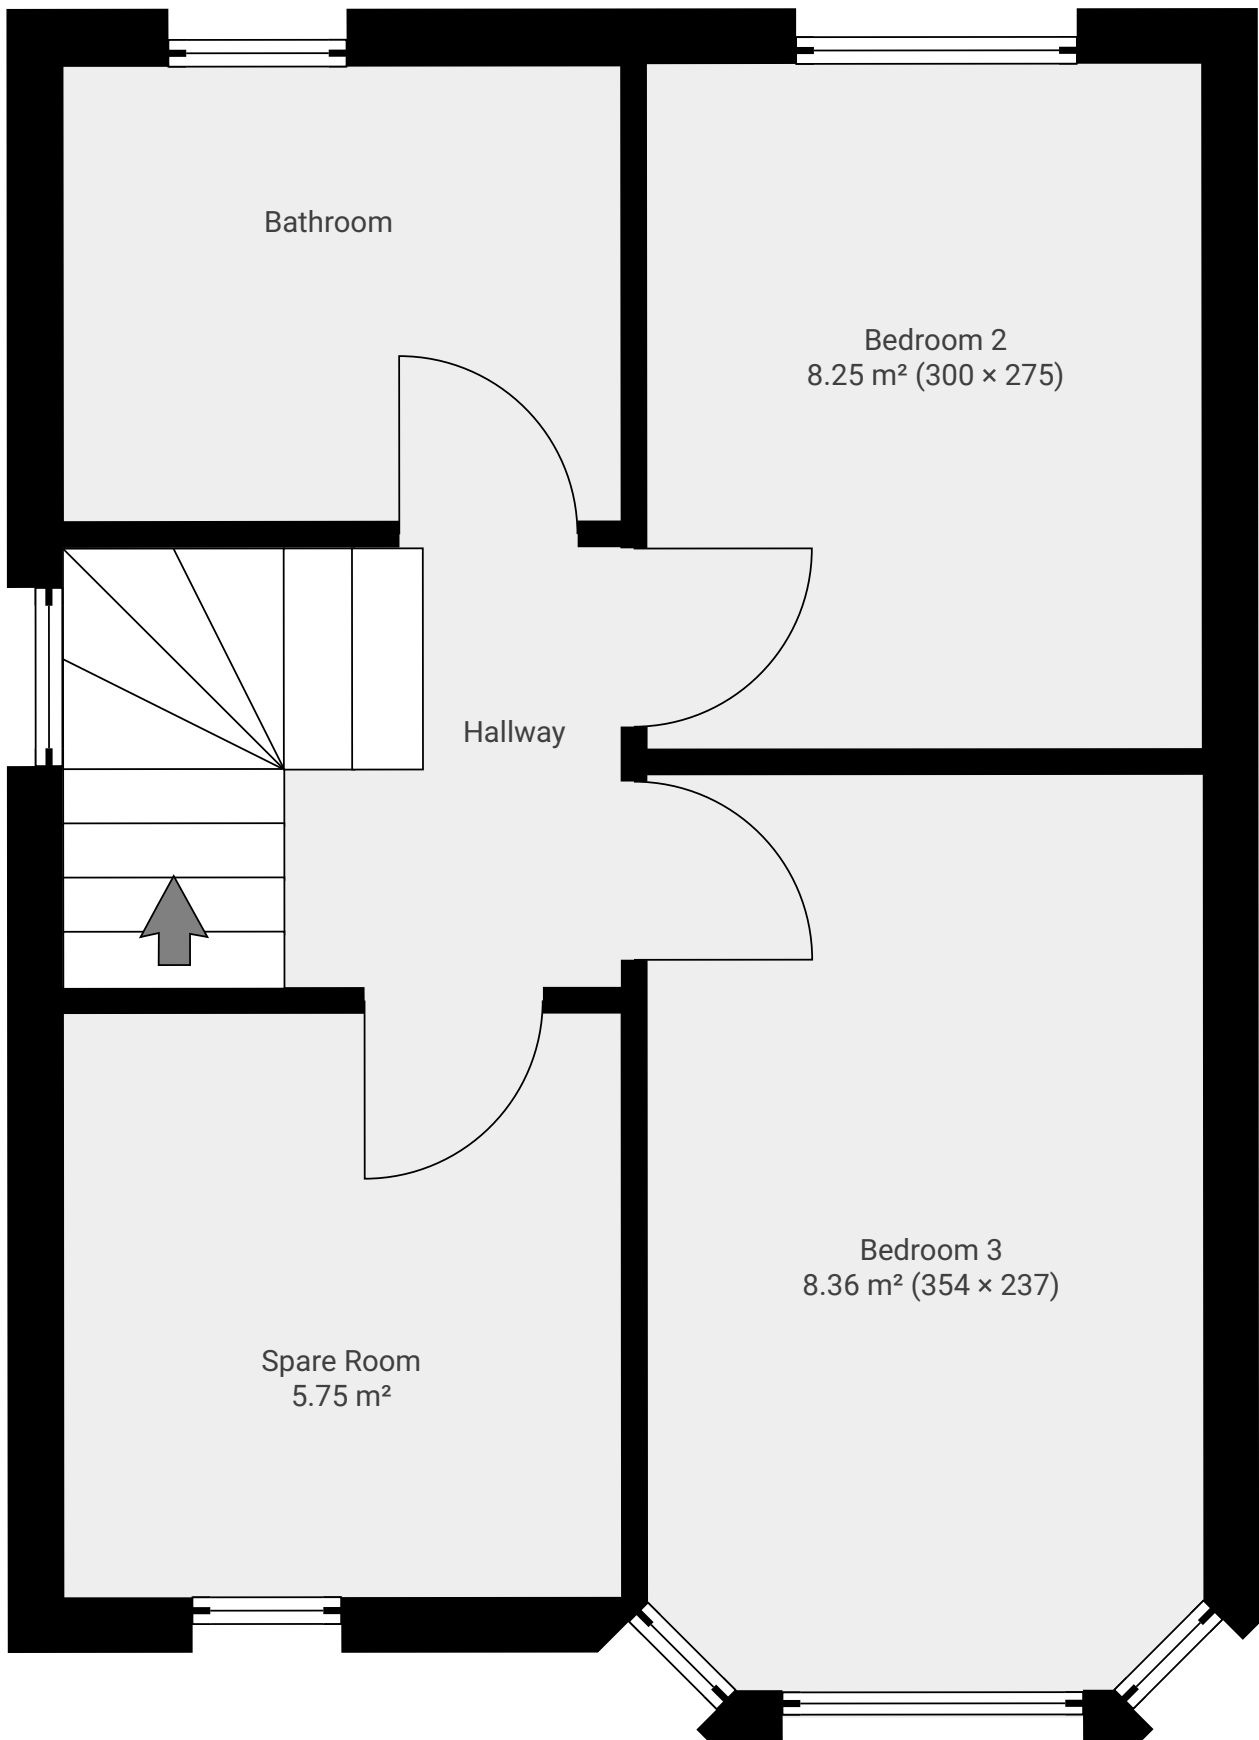 Bathroom
Bedroom 2
8.25 m² (300 × 275)
Hallway
Bedroom 3
8.36 m² (354 × 237)
Spare Room
5.75 m²